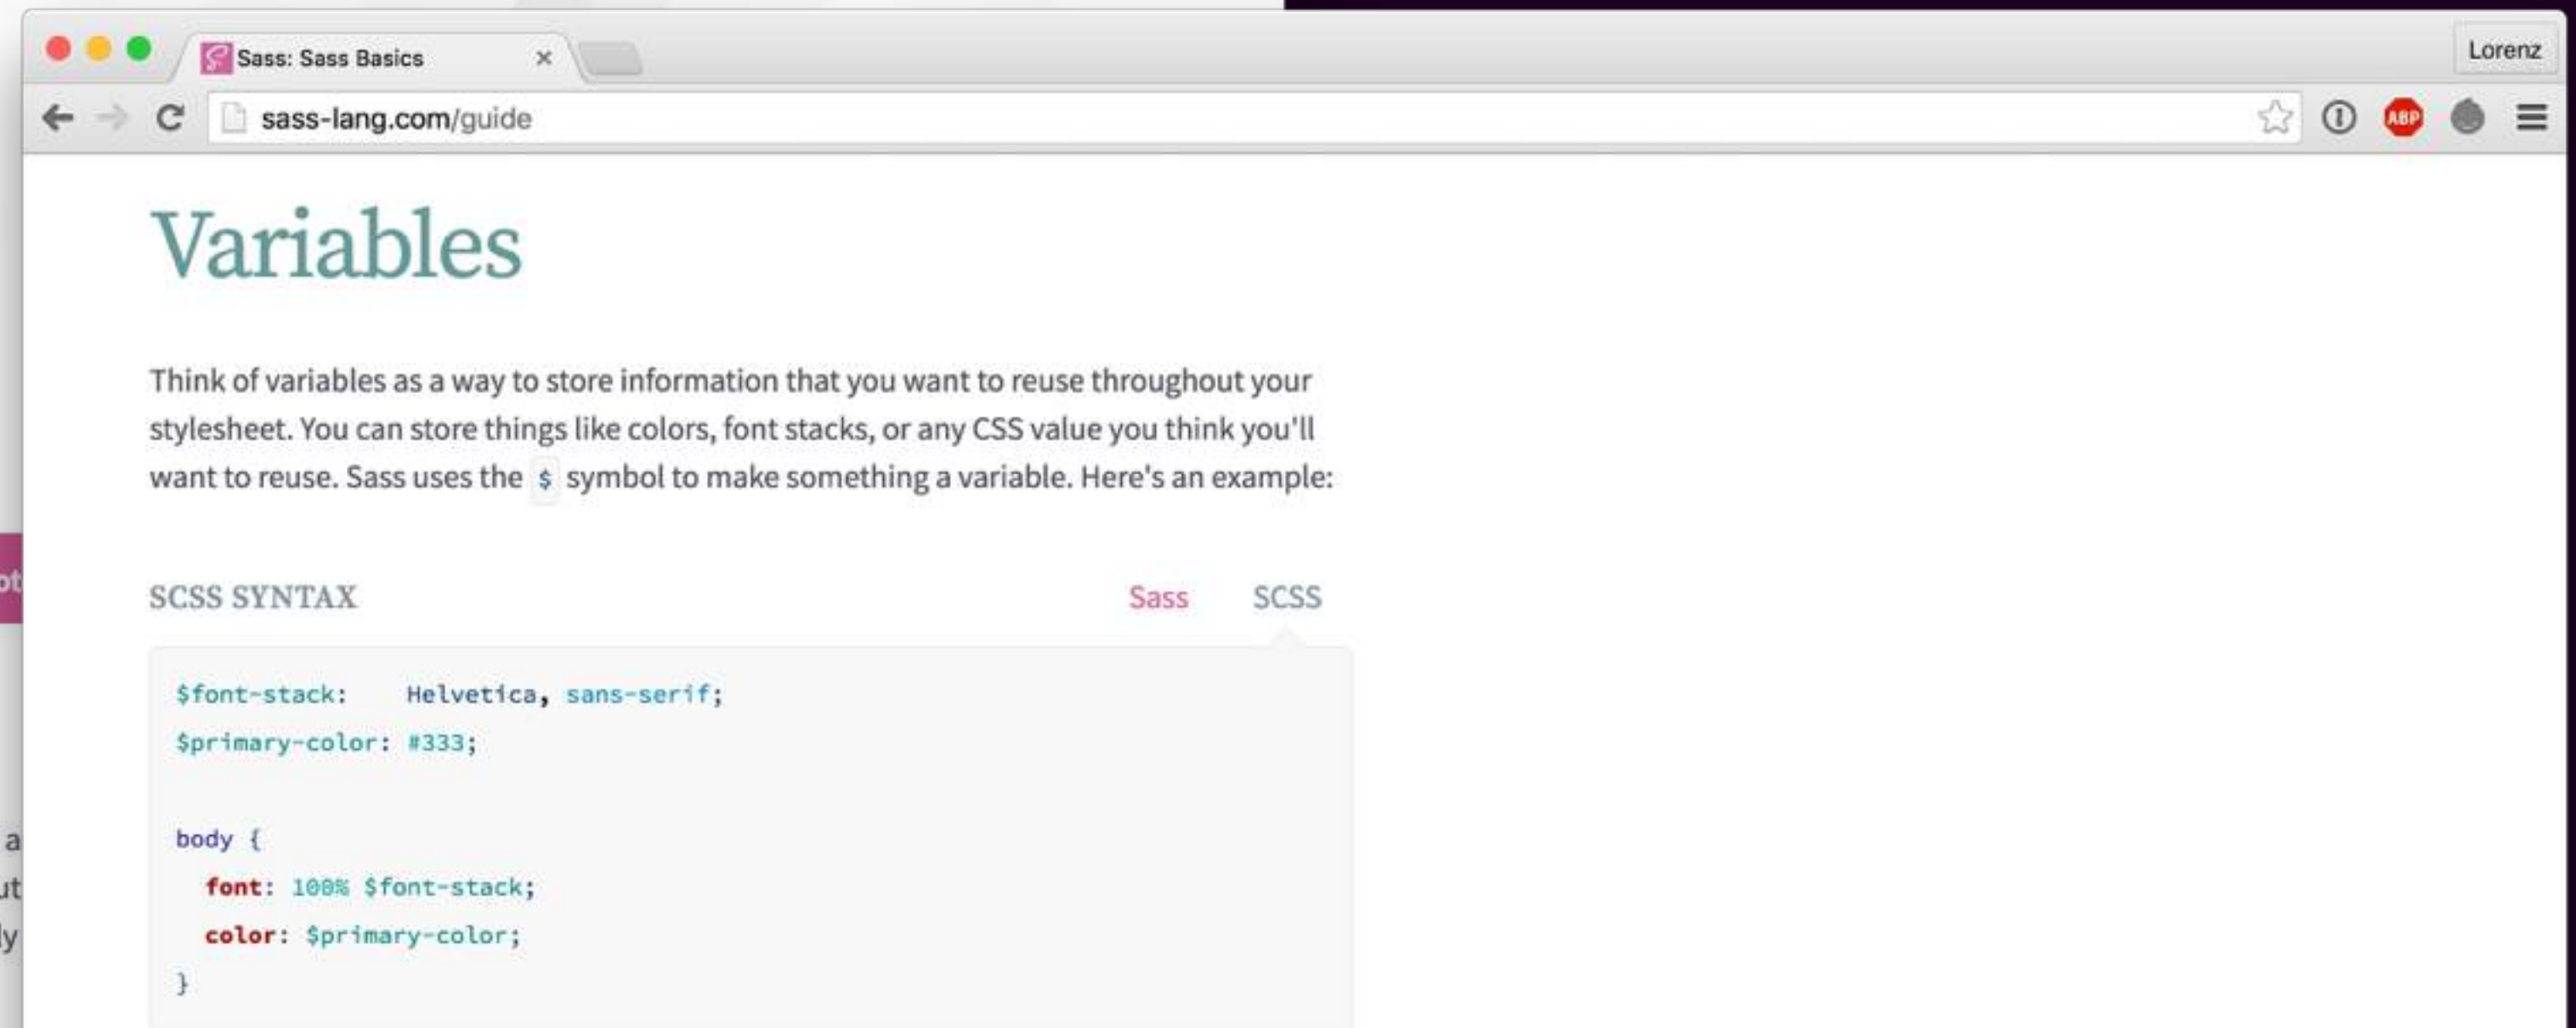 Sass: Sass Basics
Lorenz
sass-lang.com/guide
ABP
Variables
Think of variables as a way to store information that you want to reuse throughout your
stylesheet. You can store things like colors, font stacks, or any CSS value you think you'll
want to reuse. Sass uses the $ symbol to make something a variable. Here's an example:
SCSS SYNTAX Sass SCSS
$font-stack:    Helvetica, sans-serif;
$primary-color: #333;
body {
  font: 100% $font-stack;
  color: $primary-color;
}
ot
a
ut
ly